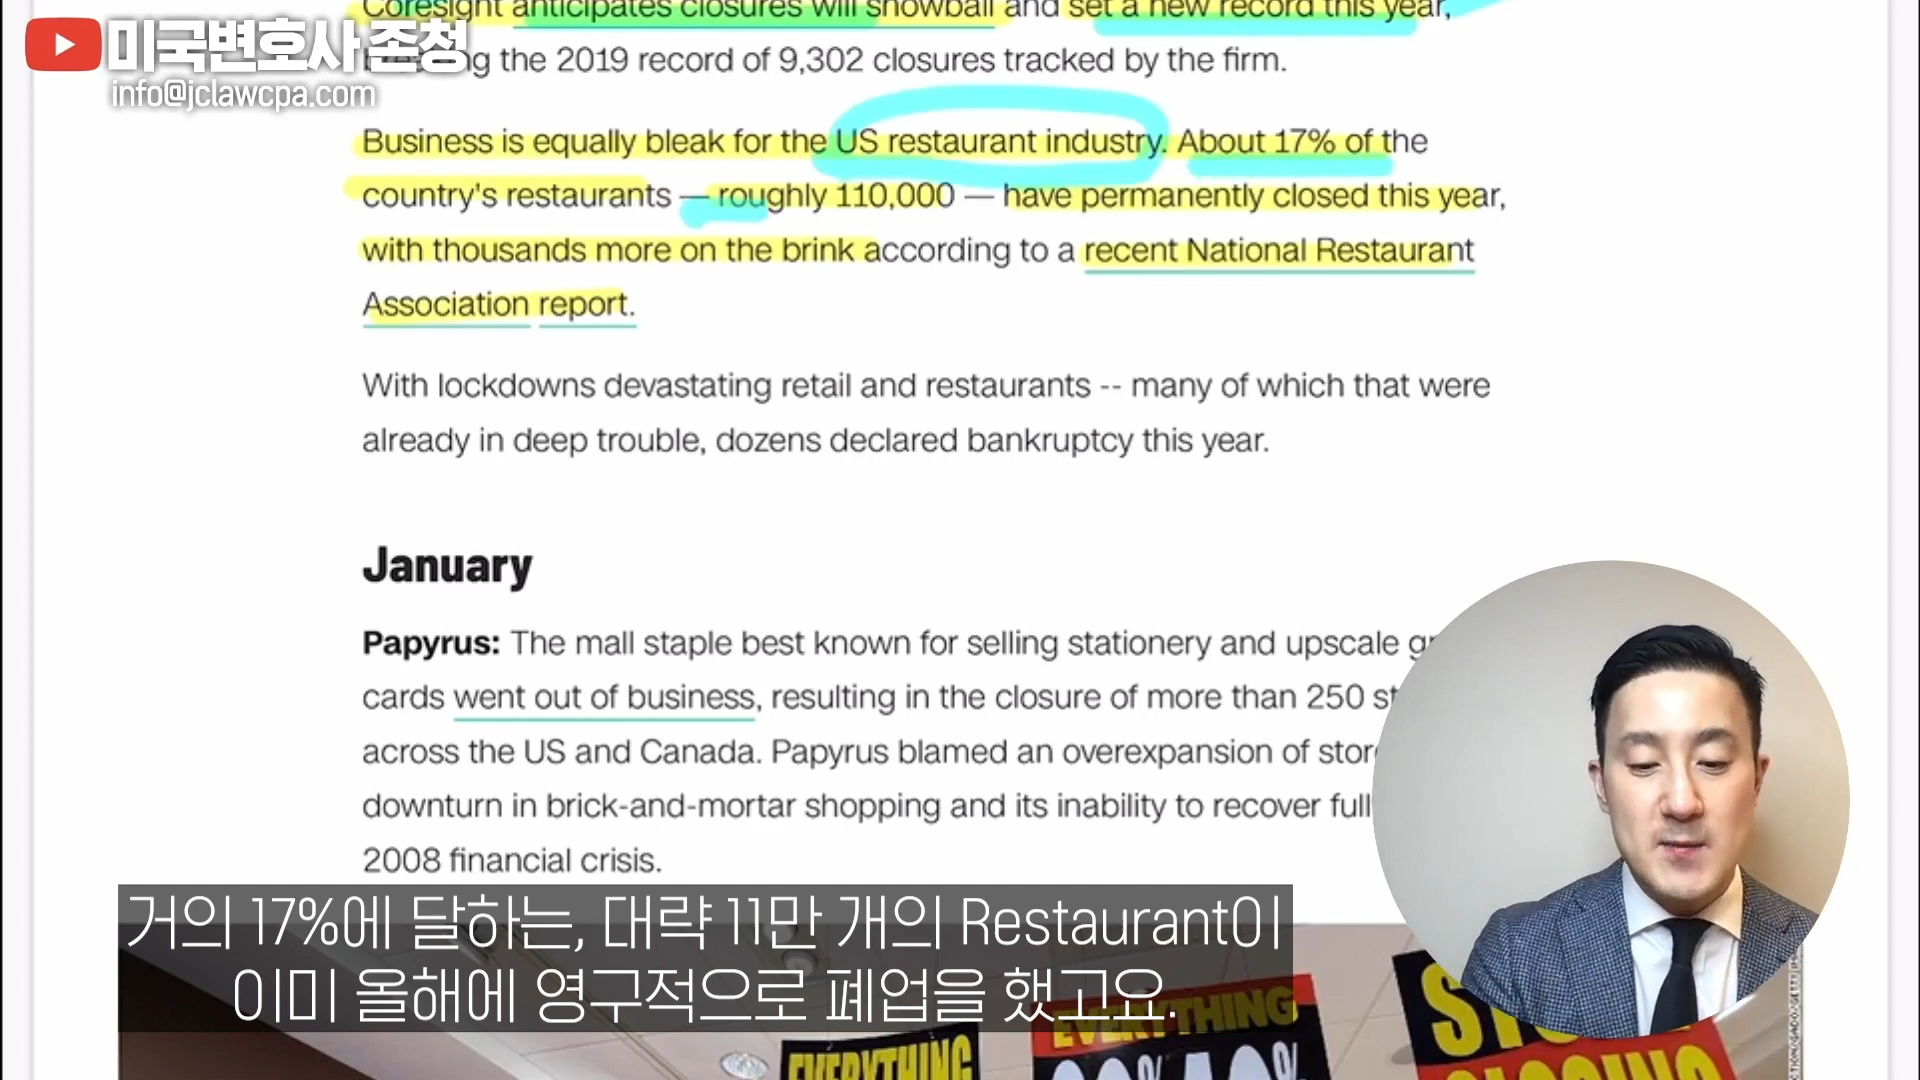 Coresight anticipates closures will snowball and set a new record this year,
미국변호사 존청
ng the 2019 record of 9,302 closures tracked by the firm.
info@jclawcpa.com
Business is equally bleak for the US restaurant industry. About 17% of the
country's restaurants — roughly 110,000 — have permanently closed this year,
with thousands more on the brink according to a recent National Restaurant
Association report.
With lockdowns devastating retail and restaurants -- many of which that were
already in deep trouble, dozens declared bankruptcy this year.
January
Papyrus: The mall staple best known for selling stationery and upscale
cards went out of business, resulting in the closure of more than 250
across the US and Canada. Papyrus blamed an overexpansion of
downturn in brick-and-mortar shopping and its inability to recover
2008 financial crisis.
거의 17%에 달하는, 대략 11만 개의 Restaurant이
이미 올해에 영구적으로 폐업을 했고요.
EVERYTHING
EVERYTHING